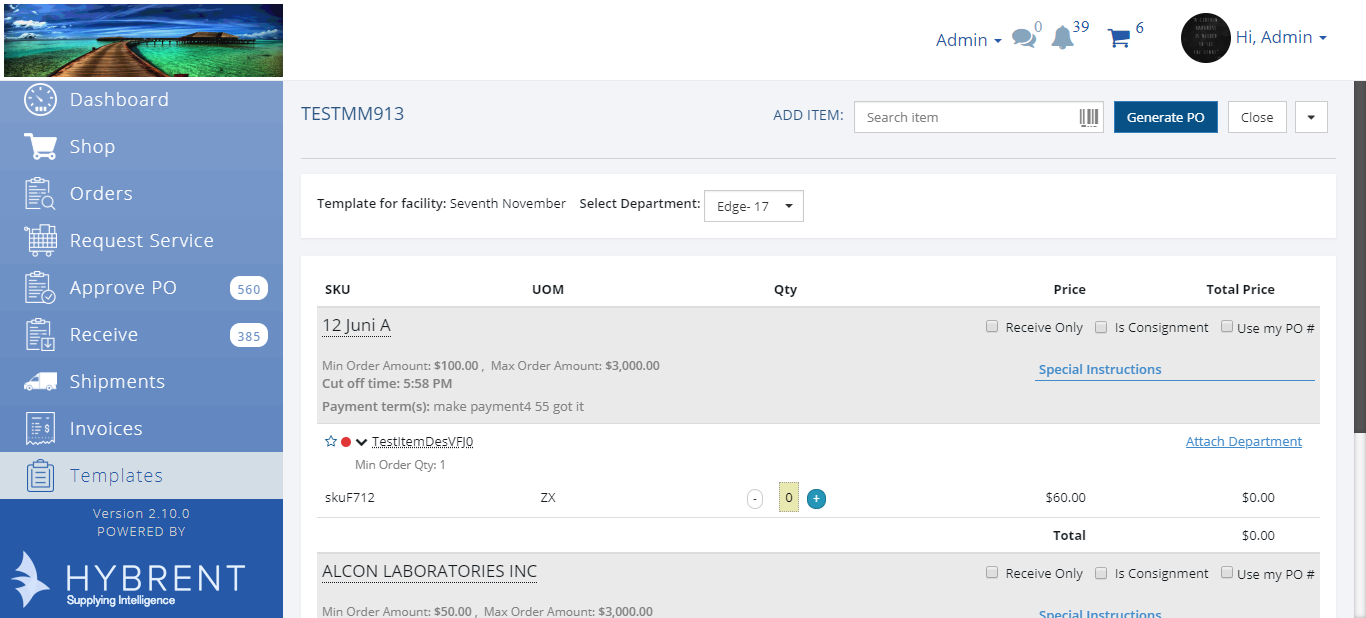 Admin 0 39 6 Hi, Admin
Dashboard
Shop
Orders
Request Service
Approve PO 560
Receive 385
Shipments
Invoices
Templates
Version 2.10.0
POWERED BY
HYBRENT
Supplying Intelligence
TESTMM913 ADD ITEM: Search item Generate PO Close
Template for facility: Seventh November Select Department: Edge- 17
SKU UOM Qty Price Total Price
12 Juni A Receive Only Is Consignment Use my PO #
Min Order Amount: $100.00 , Max Order Amount: $3,000.00
Special Instructions
Cut off time: 5:58 PM
Payment term(s): make payment4 55 got it
TestItemDesVFJ0 Attach Department
Min Order Qty: 1
skuF712 ZX - 0 + $60.00 $0.00
Total $0.00
ALCON LABORATORIES INC Receive Only Is Consignment Use my PO #
Min Order Amount: $50.00 , Max Order Amount: $3,000.00
Special Instructions